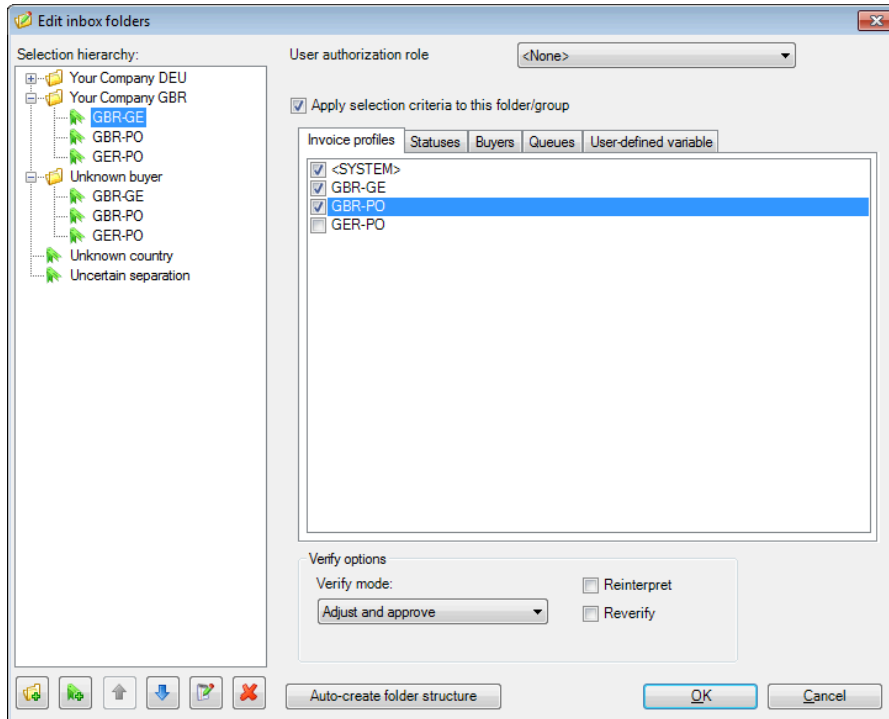 Edit inbox folders
Selection hierarchy:
Your Company DEU
Your Company GBR
GBR-GE
GBR-PO
GER-PO
Unknown buyer
GBR-GE
GBR-PO
GER-PO
Unknown country
Uncertain separation
User authorization role
<None>
Apply selection criteria to this folder/group
Invoice profiles Statuses Buyers Queues User-defined variable
<SYSTEM>
GBR-GE
GBR-PO
GER-PO
Verify options
Verify mode:
Adjust and approve
Reinterpret
Reverify
Auto-create folder structure
OK
Cancel